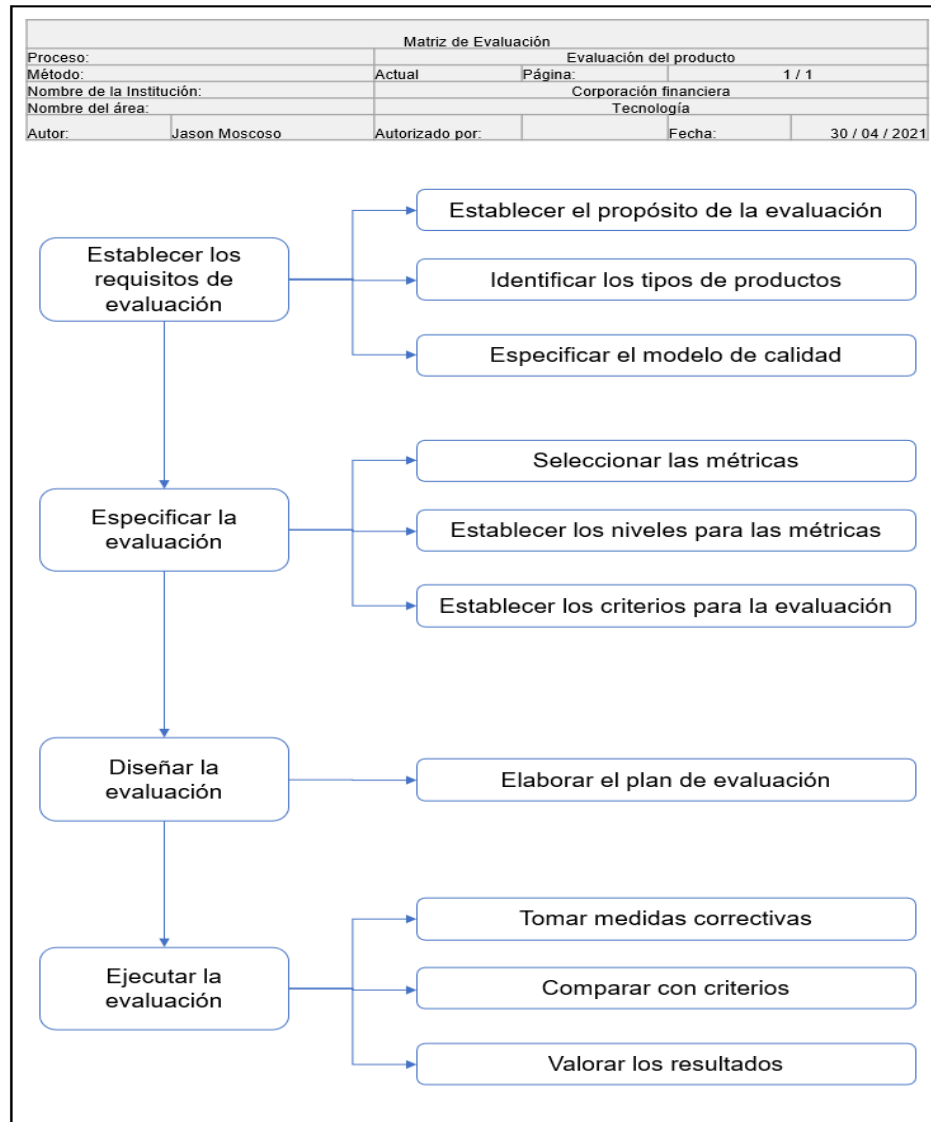 Matriz de Evaluación
Proceso: Evaluación del producto
Método: Actual Página: 1 / 1
Nombre de la Institución: Corporación financiera
Nombre del área: Tecnología
Autor: Jason Moscoso Autorizado por: Fecha: 30 / 04 / 2021
Establecer los
requisitos de
evaluación
Establecer el propósito de la evaluación
Identificar los tipos de productos
Especificar el modelo de calidad
Especificar la
evaluación
Seleccionar las métricas
Establecer los niveles para las métricas
Establecer los criterios para la evaluación
Diseñar la
evaluación
Elaborar el plan de evaluación
Ejecutar la
evaluación
Tomar medidas correctivas
Comparar con criterios
Valorar los resultados